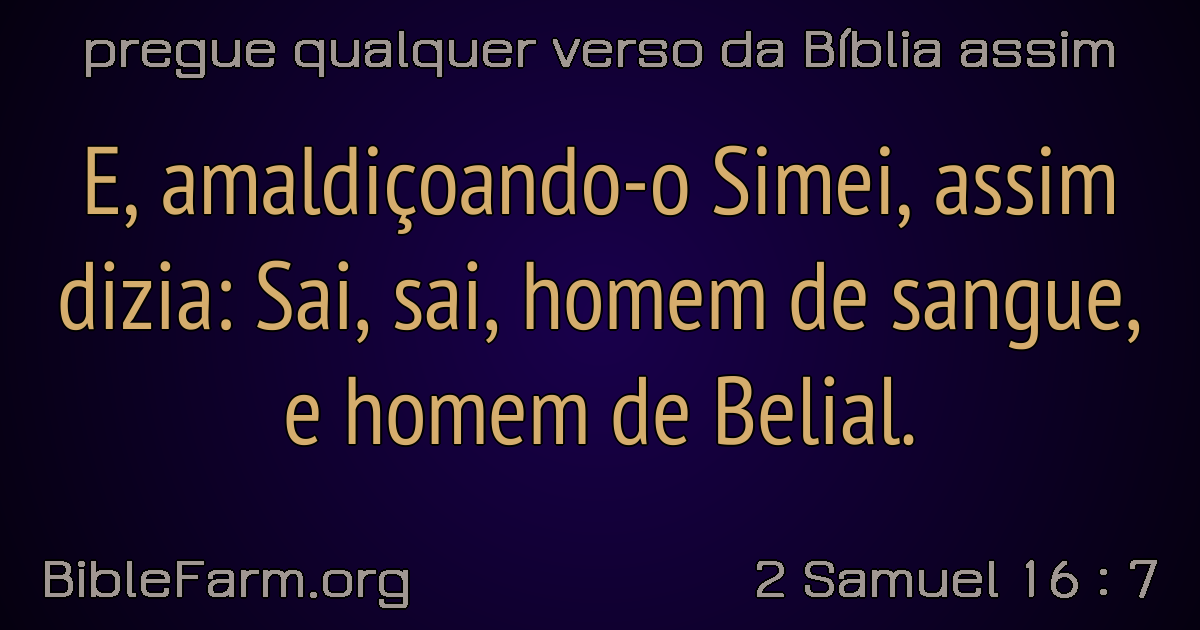 pregue qualquer verso da Bíblia assim
E, amaldiçoando-o Simei, assim
dizia: Sai, sai, homem de sangue,
e homem de Belial.
BibleFarm.org
2 Samuel 16 : 7